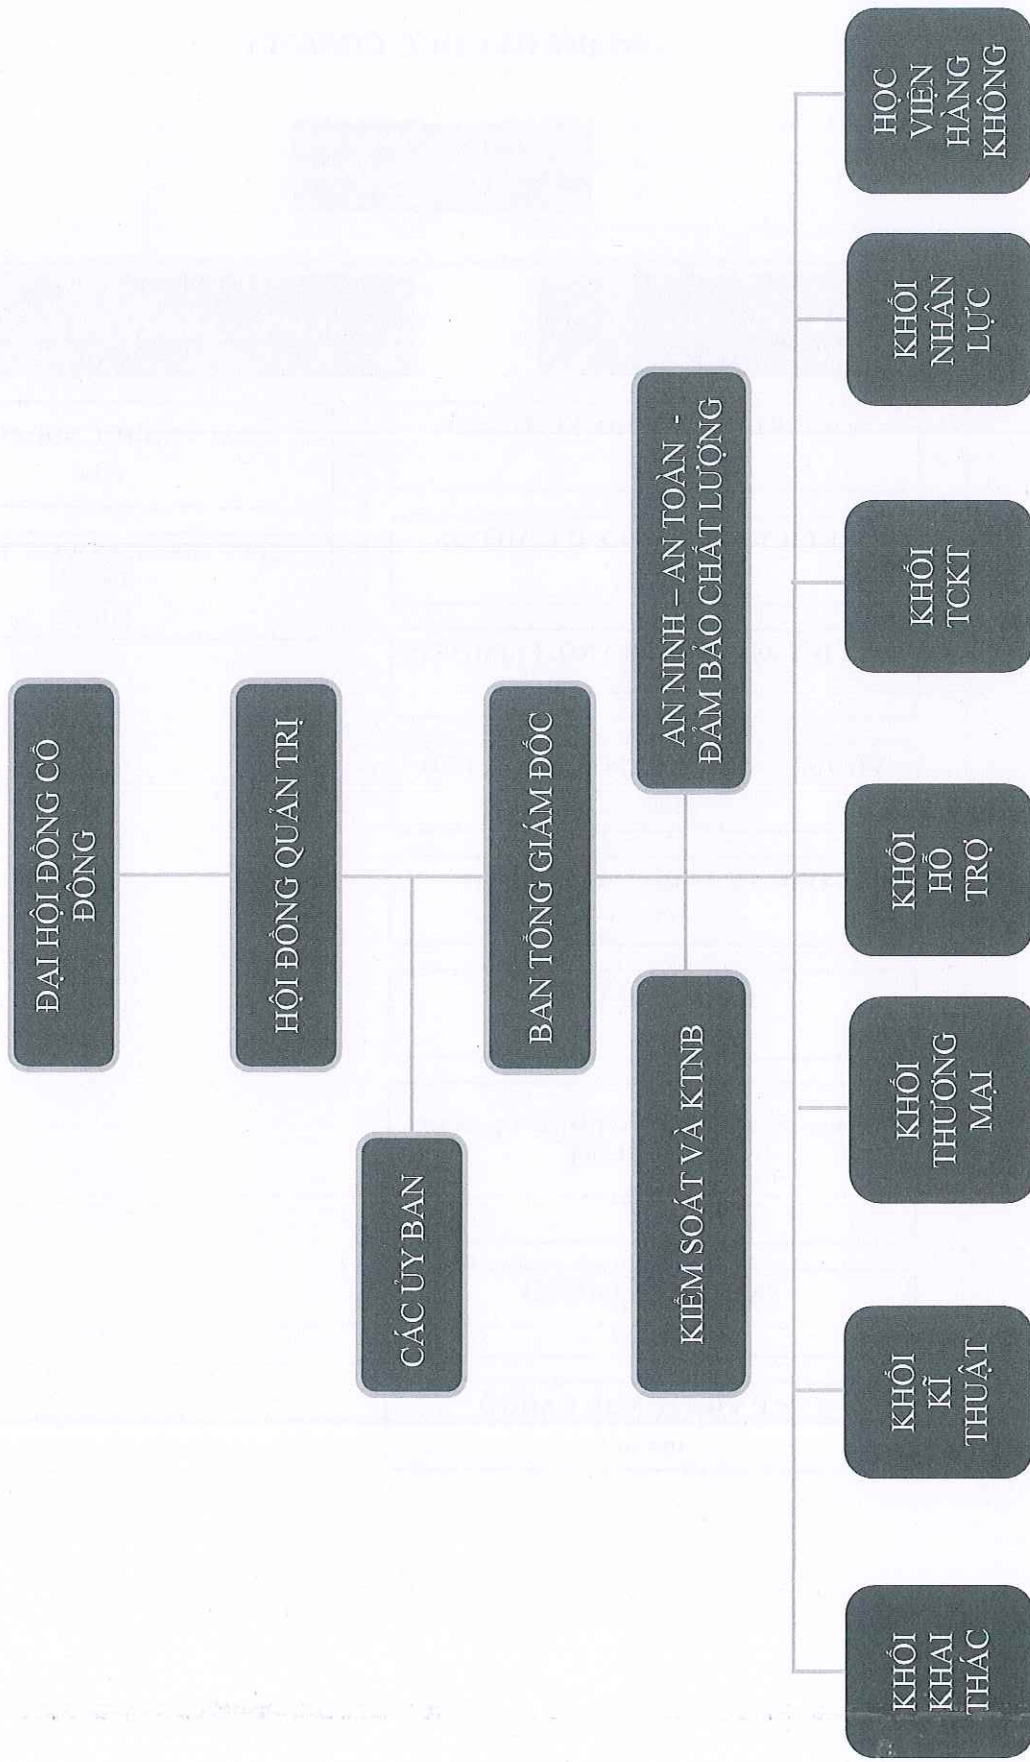 ĐẠI HỘI ĐỒNG CỔ
ĐÔNG
HỘI ĐỒNG QUẢN TRỊ
CÁC ỦY BAN
BAN TỔNG GIÁM ĐỐC
KIỂM SOÁT VÀ KTNB
AN NINH – AN TOÀN -
ĐẢM BẢO CHẤT LƯỢNG
KHỐI
KHAI
THÁC
KHỐI
KĨ
THUẬT
KHỐI
THƯƠNG
MẠI
KHỐI
HỖ
TRỢ
KHỐI
TCKT
KHỐI
NHÂN
LỰC
HỌC
VIỆN
HÀNG
KHÔNG